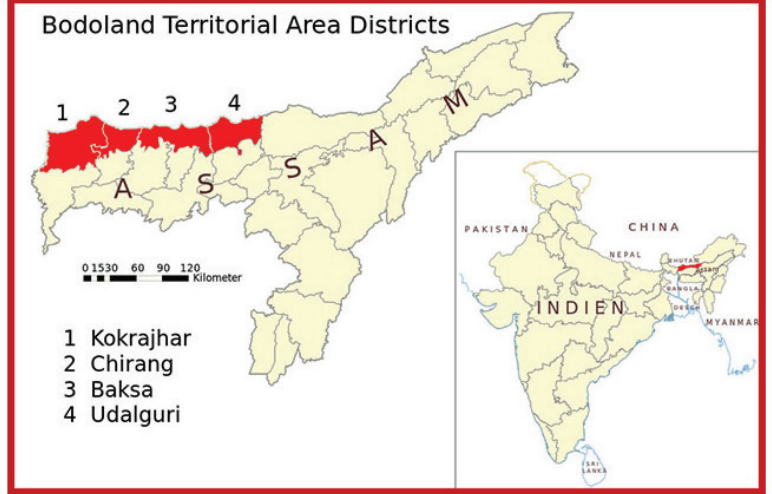 Bodoland Territorial Area Districts
1 2 3 4
A S S A M
0 15 30 60 90 120
Kilometer
1 Kokrajhar
2 Chirang
3 Baksa
4 Udalguri
CHINA
PAKISTAN
NEPAL
BHUTAN
ASSAM
BANGLA
DESCH
INDIEN
MYANMAR
SRI
LANKA